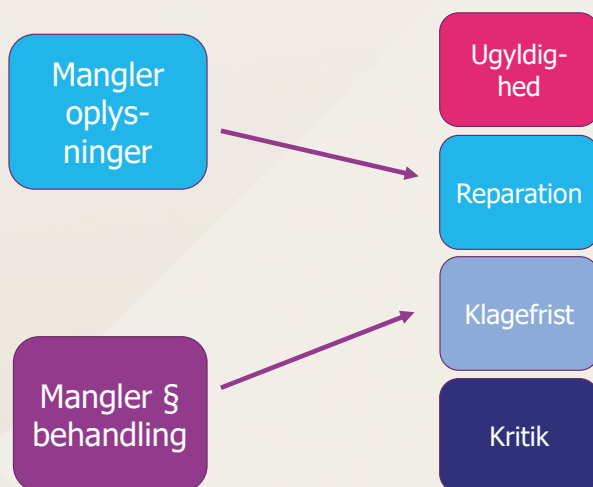 Mangler
oplys-
ninger
Mangler §
behandling
Ugyldig-
hed
Reparation
Klagefrist
Kritik